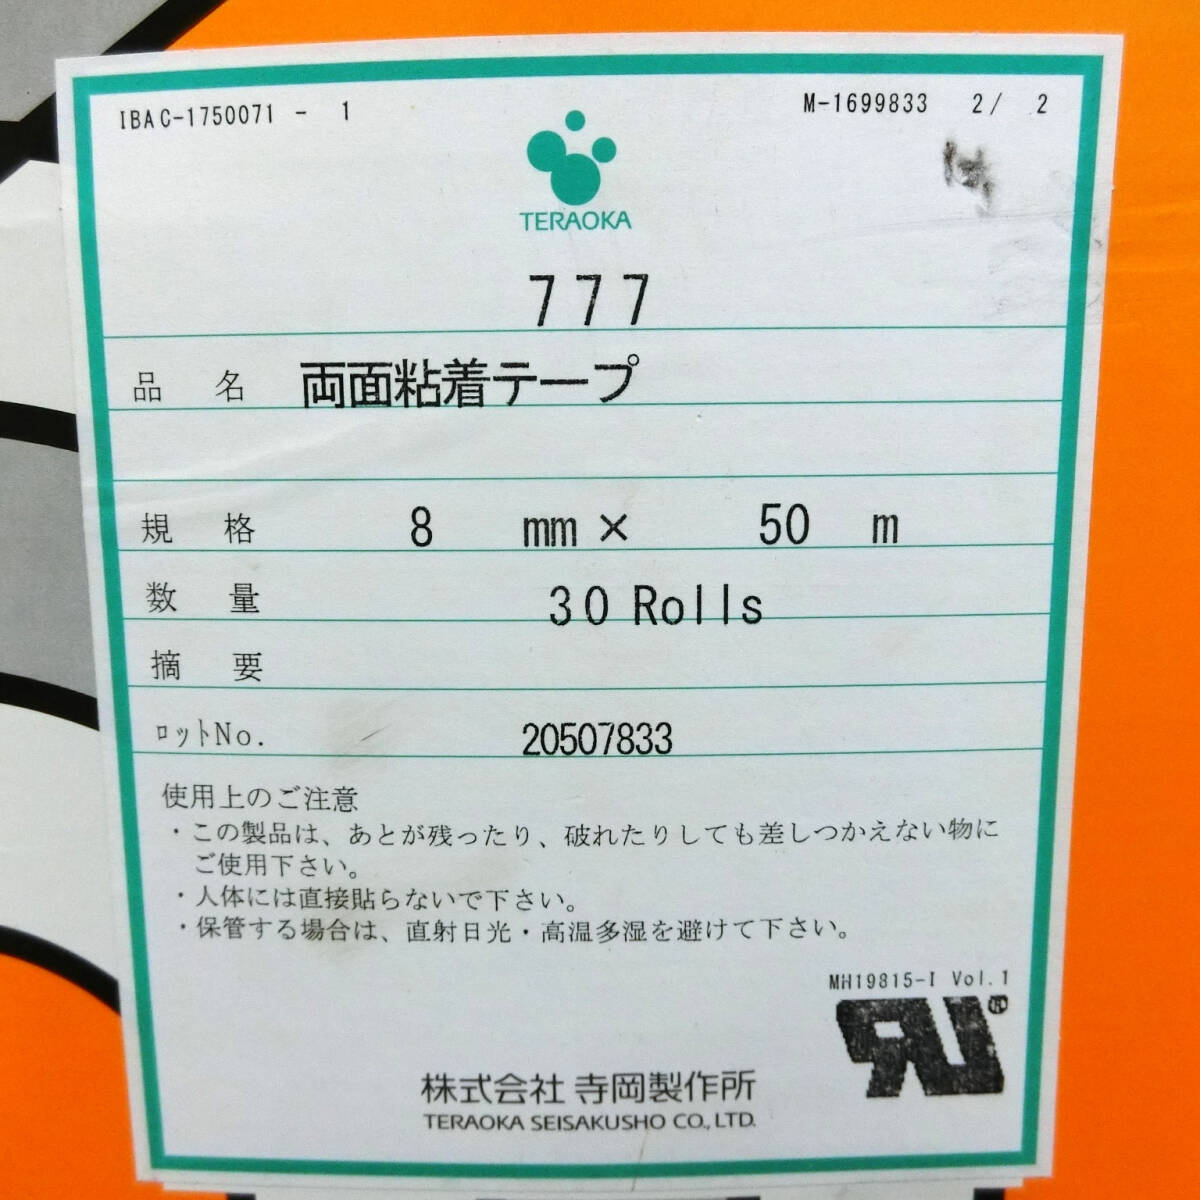 IBAC-1750071 - 1
M-1699833 2/ 2
TERAOKA
777
品 名 両面粘着テープ
規 格 8 mm × 50 m
数 量 30 Rolls
摘 要
ロットNo. 20507833
使用上のご注意
・この製品は、あとが残ったり、破れたりしても差しつかえない物に
ご使用下さい。
・人体には直接貼らないで下さい。
・保管する場合は、直射日光・高温多湿を避けて下さい。
MH19815-I Vol.1
RU®
株式会社 寺岡製作所
TERAOKA SEISAKUSHO CO., LTD.